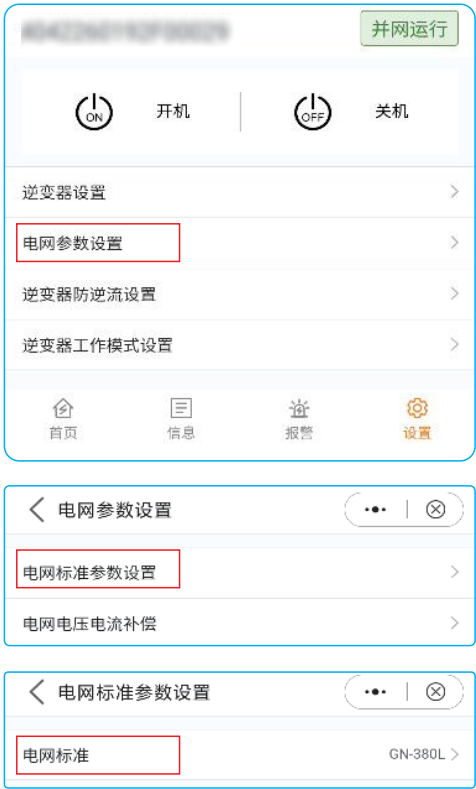 并网运行
ON 开机 OFF 关机
逆变器设置
电网参数设置
逆变器防逆流设置
逆变器工作模式设置
首页 信息 报警 设置
电网参数设置
电网标准参数设置
电网电压电流补偿
电网标准参数设置
电网标准 GN-380L